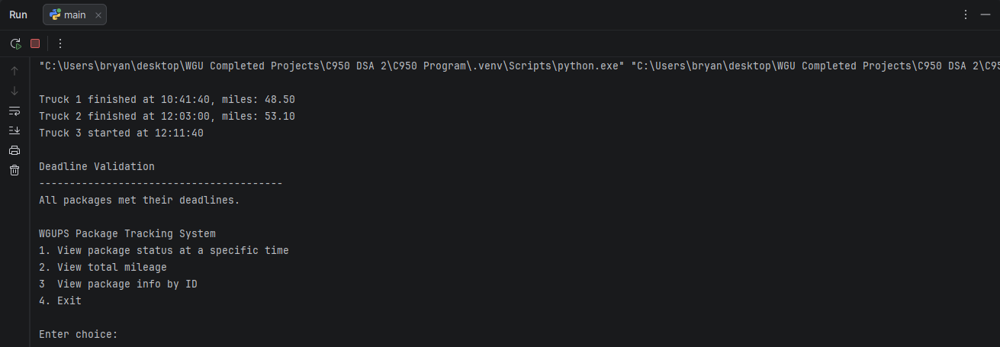 Run main
"C:\Users\bryan\desktop\WGU Completed Projects\C950 DSA 2\C950 Program\.venv\Scripts\python.exe" "C:\Users\bryan\desktop\WGU Completed Projects\C950 DSA 2\C95
Truck 1 finished at 10:41:40, miles: 48.50
Truck 2 finished at 12:03:00, miles: 53.10
Truck 3 started at 12:11:40
Deadline Validation
----------------------------------------
All packages met their deadlines.
WGUPS Package Tracking System
1. View package status at a specific time
2. View total mileage
3  View package info by ID
4. Exit
Enter choice: